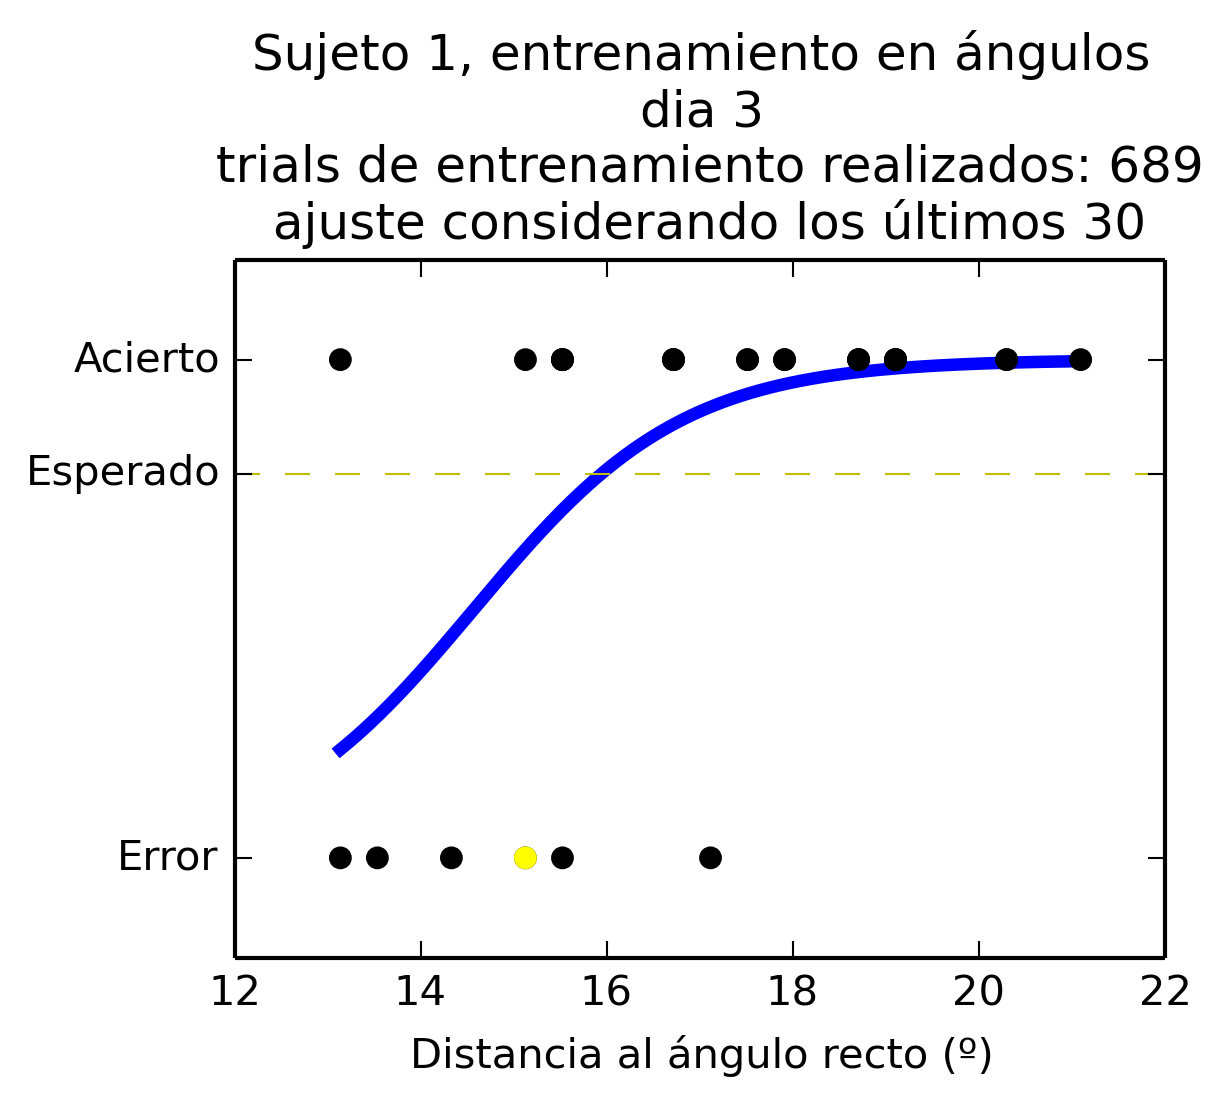 Sujeto 1, entrenamiento en ángulos
dia 3
trials de entrenamiento realizados: 689
ajuste considerando los últimos 30
Acierto
Esperado
Error
12 14 16 18 20 22
Distancia al ángulo recto (º)